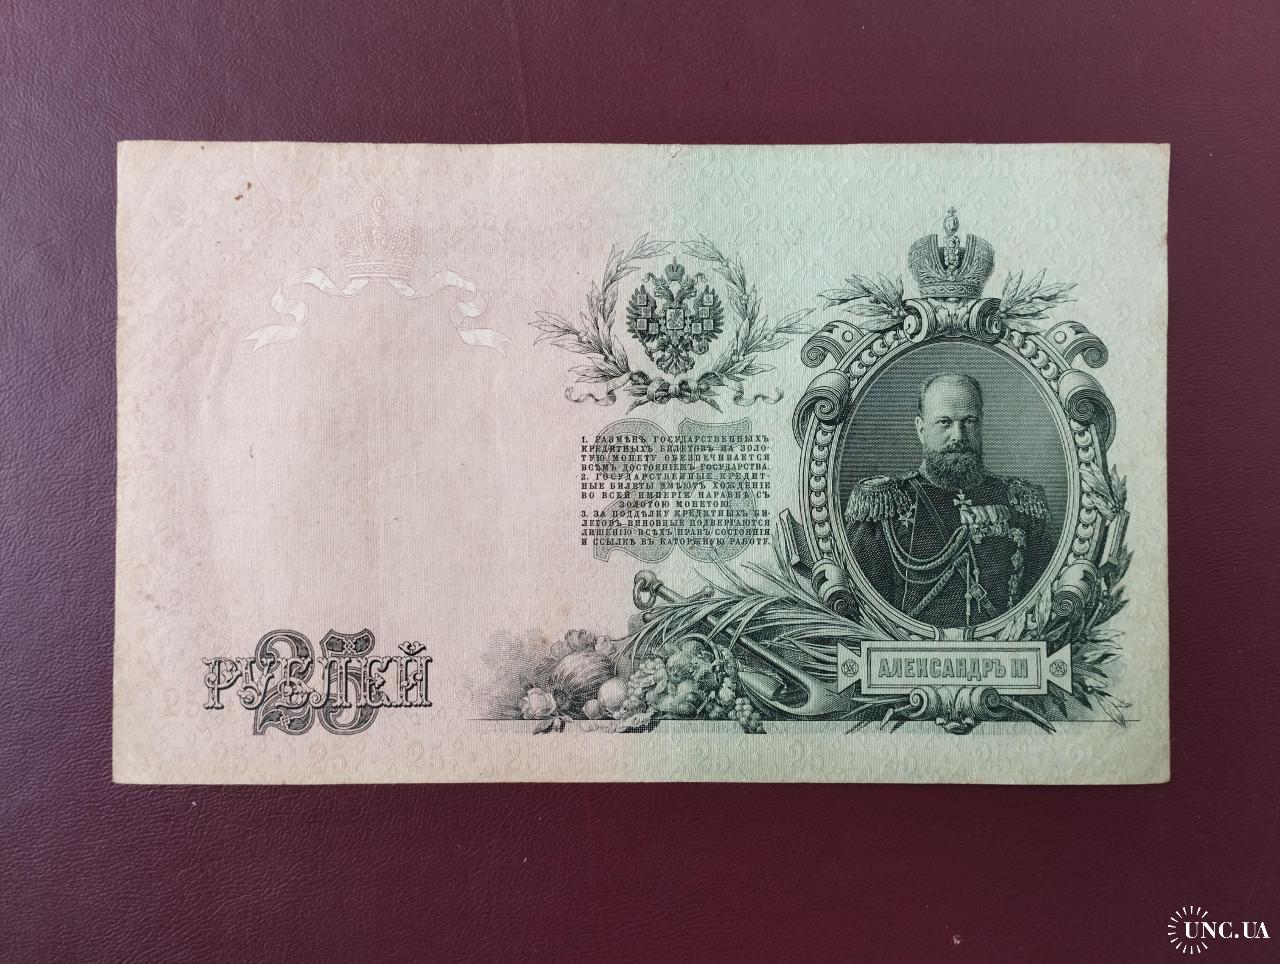 1. РАЗМѢНЪ ГОСУДАРСТВЕННЫХЪ
КРЕДИТНЫХЪ БИЛЕТОВЪ НА ЗОЛО-
ТУЮ МОНЕТУ ОБЕЗПЕЧИВАЕТСЯ
ВСѢМЪ ДОСТОЯНІЕМЪ ГОСУДАРСТВА.
2. ГОСУДАРСТВЕННЫЕ КРЕДИТ-
НЫЕ БИЛЕТЫ ИМѢЮТЪ ХОЖДЕНІЕ
ВО ВСЕЙ ИМПЕРІИ НАРАВНѢ СЪ
ЗОЛОТОЮ МОНЕТОЮ.
3. ЗА ПОДДѢЛКУ КРЕДИТНЫХЪ БИ-
ЛЕТОВЪ ВИНОВНЫЕ ПОДВЕРГАЮТСЯ
ЛИШЕНІЮ ВСѢХЪ ПРАВЪ СОСТОЯНІЯ
И ССЫЛКѢ ВЪ КАТОРЖНУЮ РАБОТУ.
25
25
РУБЛЕЙ
АЛЕКСАНДРЪ III
UNC.UA